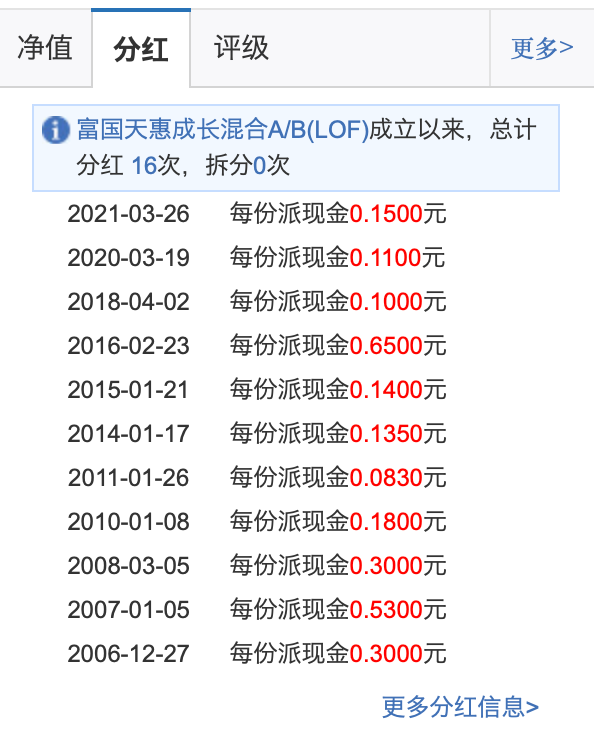 净值 分红 评级 更多>
富国天惠成长混合A/B(LOF)成立以来，总计
分红 16次，拆分0次
2021-03-26 每份派现金0.1500元
2020-03-19 每份派现金0.1100元
2018-04-02 每份派现金0.1000元
2016-02-23 每份派现金0.6500元
2015-01-21 每份派现金0.1400元
2014-01-17 每份派现金0.1350元
2011-01-26 每份派现金0.0830元
2010-01-08 每份派现金0.1800元
2008-03-05 每份派现金0.3000元
2007-01-05 每份派现金0.5300元
2006-12-27 每份派现金0.3000元
更多分红信息>